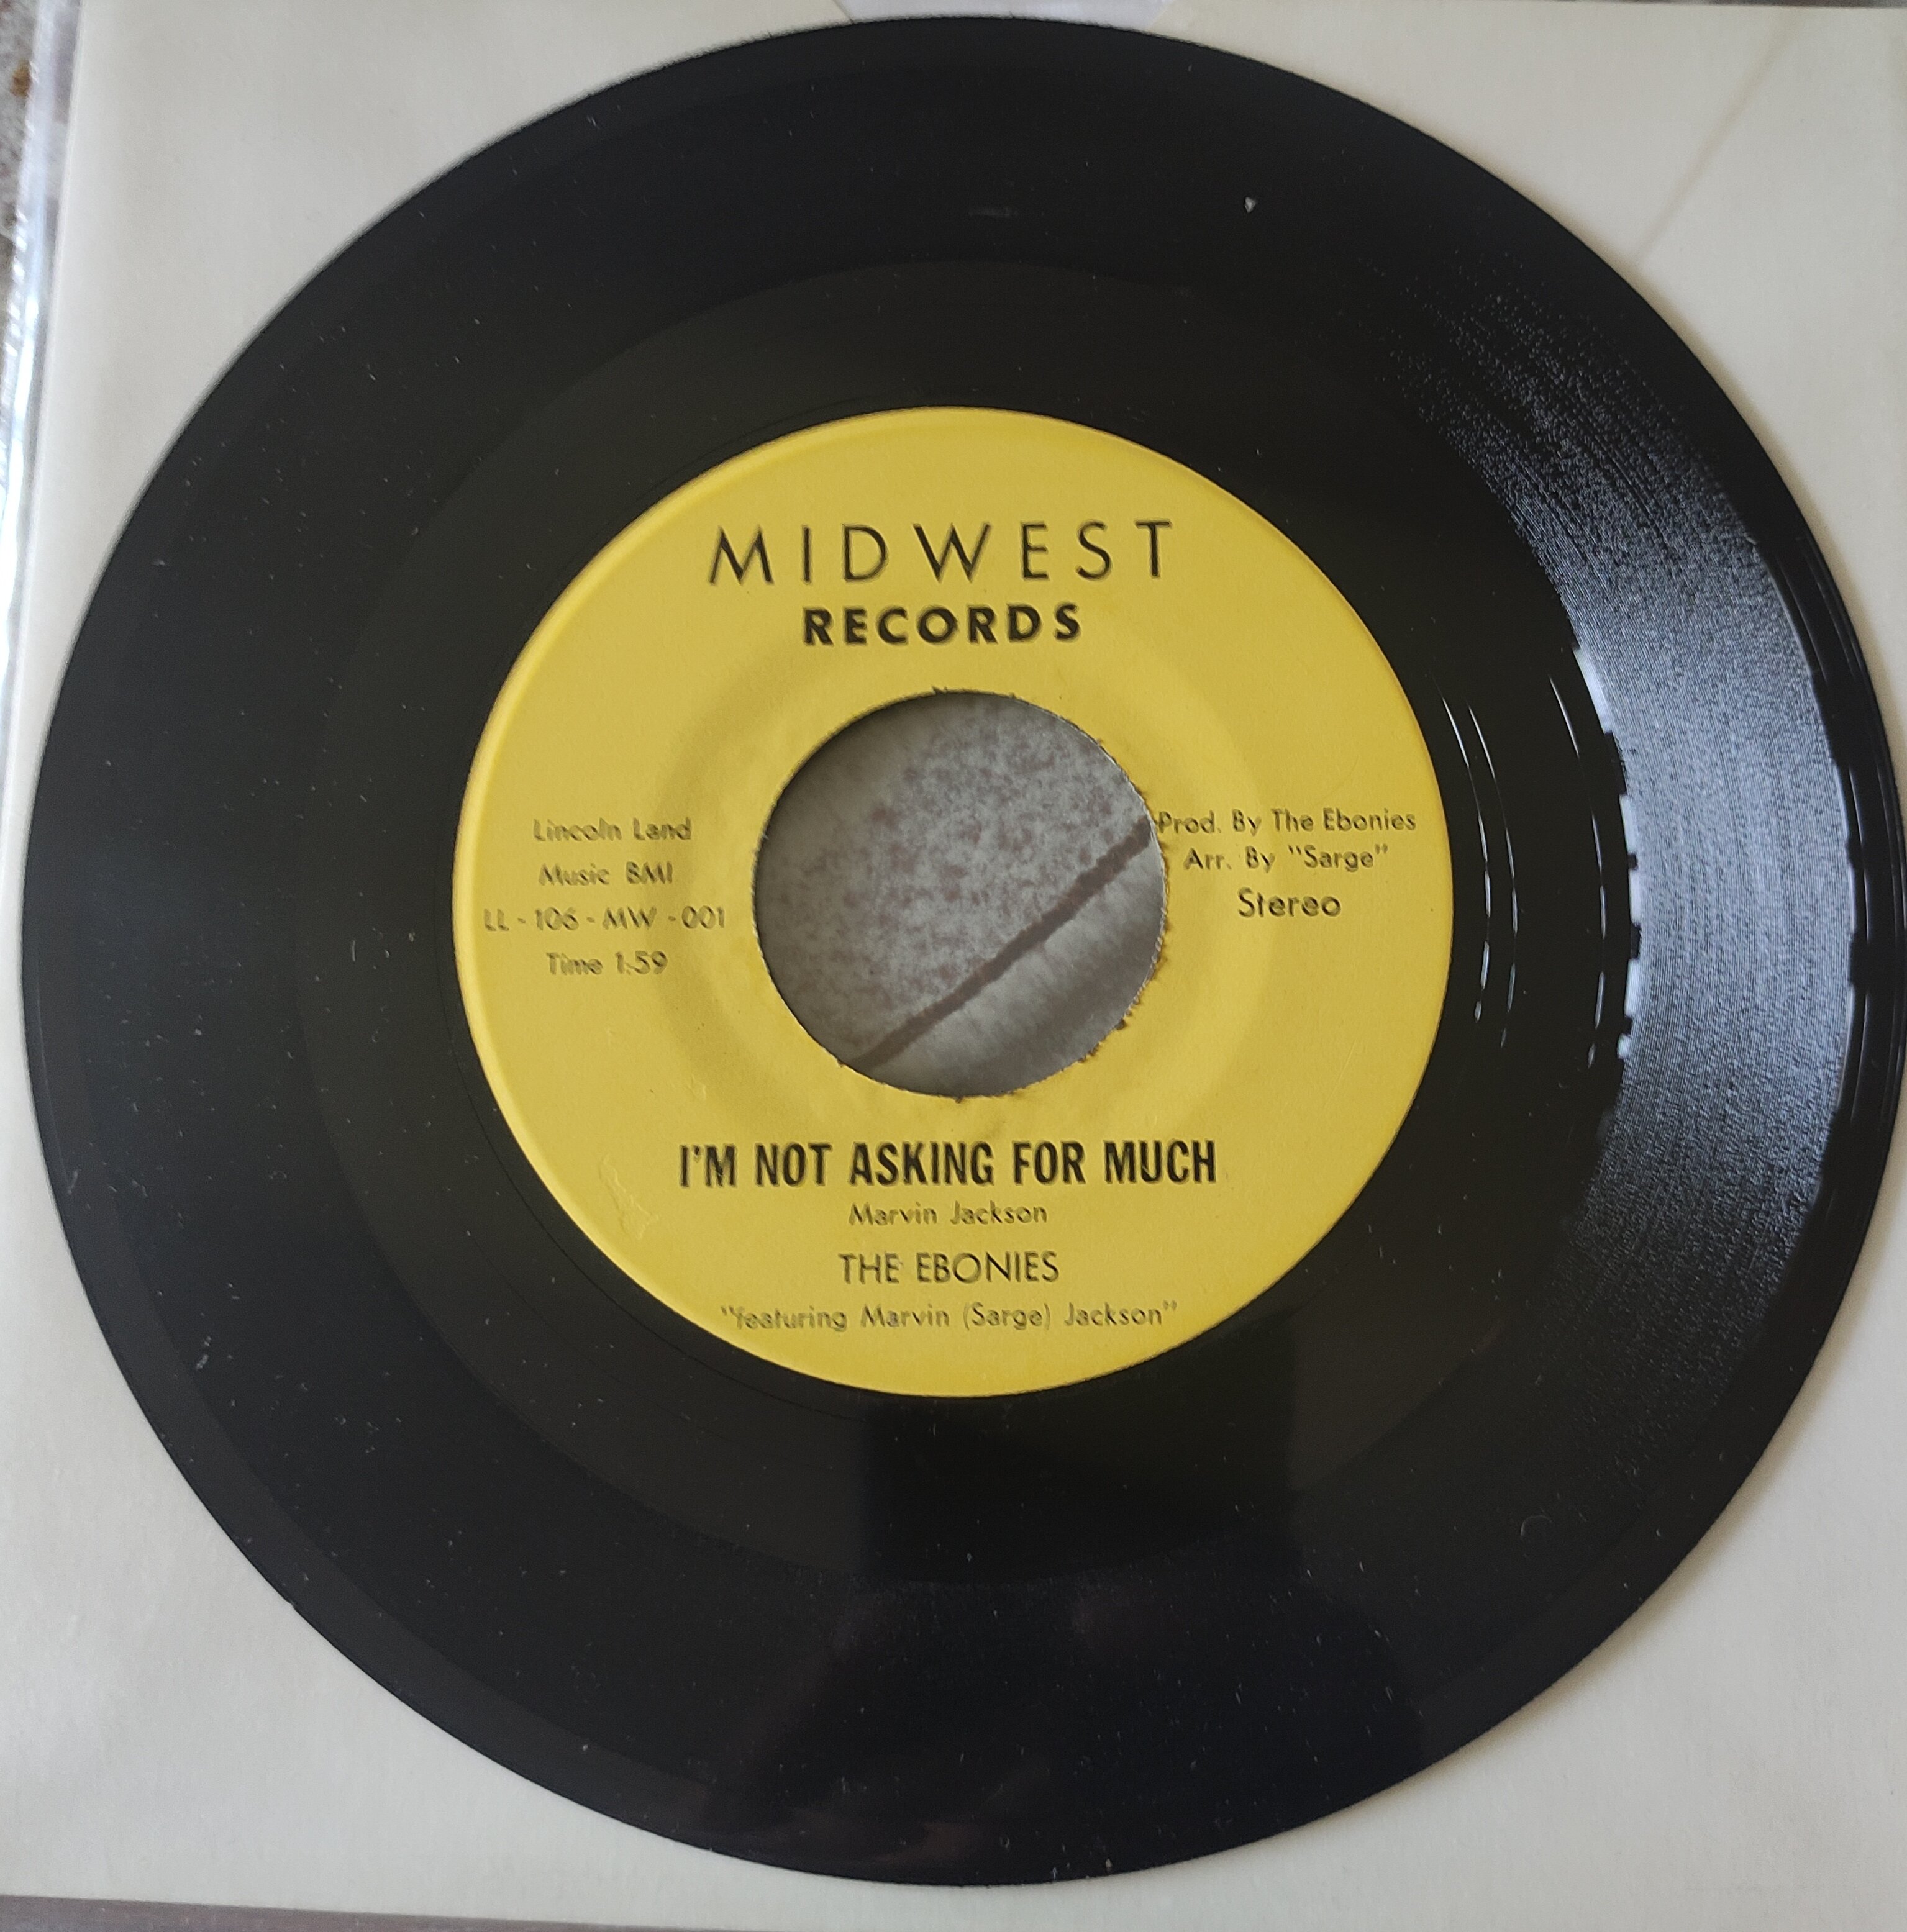 MIDWEST
RECORDS
Lincoln Land
Music BMI
LL - 106 - MW - 001
Time 1:59
Prod. By The Ebonies
Arr. By "Sarge"
Stereo
I'M NOT ASKING FOR MUCH
Marvin Jackson
THE EBONIES
"featuring Marvin (Sarge) Jackson"